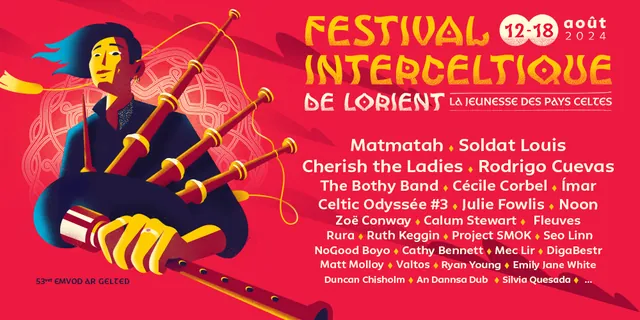 FESTIVAL 12-18 août 2024
INTERCELTIQUE
DE LORIENT LA JEUNESSE DES PAYS CELTES
Matmatah ♦ Soldat Louis
Cherish the Ladies ♦ Rodrigo Cuevas
The Bothy Band ♦ Cécile Corbel ♦ Ímar
Celtic Odyssée #3 ♦ Julie Fowlis ♦ Noon
Zoë Conway ♦ Calum Stewart ♦ Fleuves
Rura ♦ Ruth Keggin ♦ Project SMOK ♦ Seo Linn
NoGood Boyo ♦ Cathy Bennett ♦ Mec Lir ♦ DigaBestr
Matt Molloy ♦ Valtos ♦ Ryan Young ♦ Emily Jane White
Duncan Chisholm ♦ An Dannsa Dub ♦ Silvia Quesada ♦ ...
53vet EMVOD AR GELTED